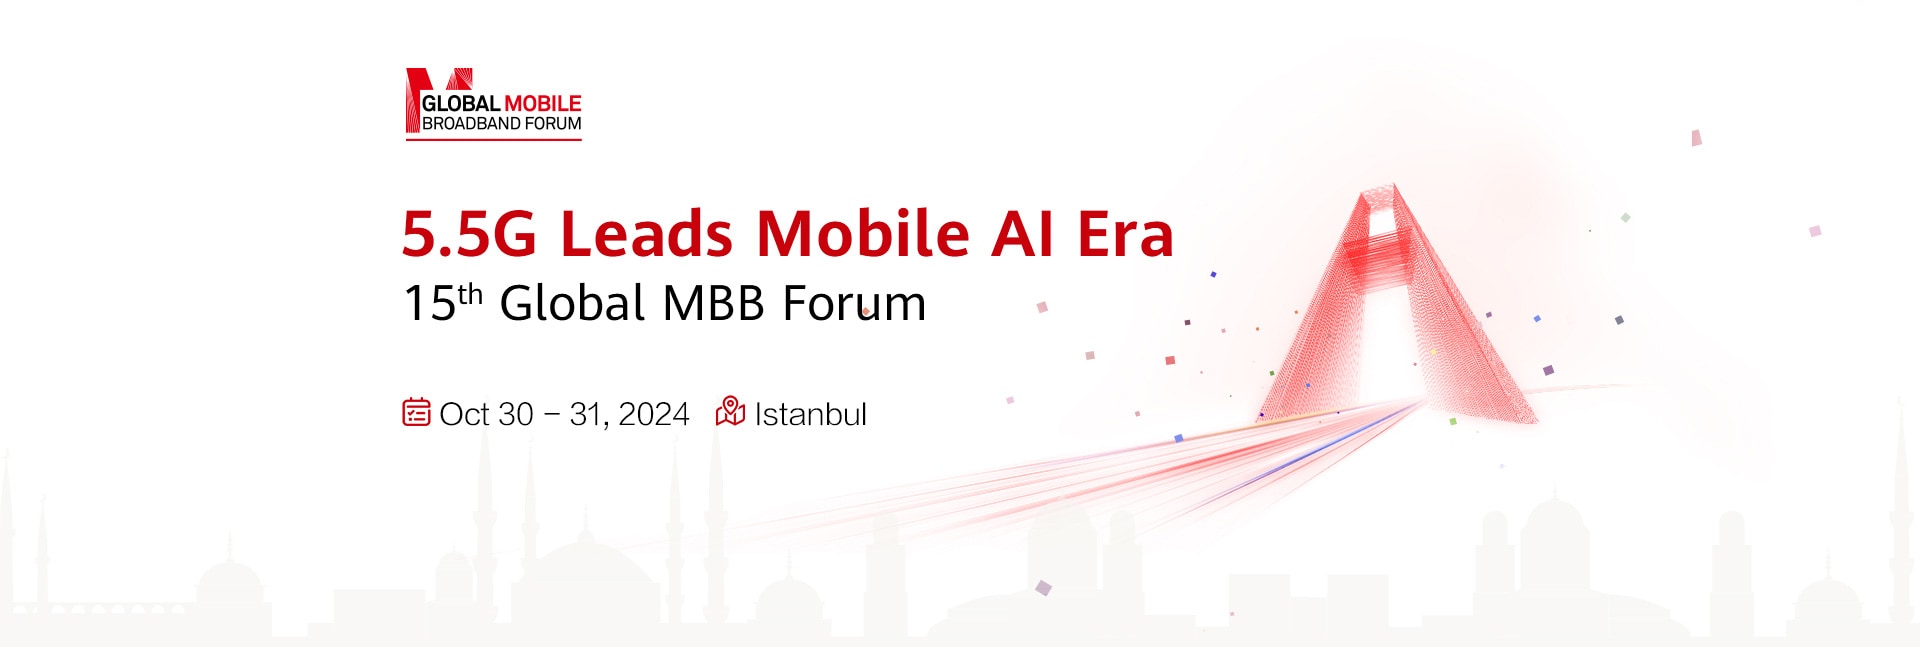 GLOBAL MOBILE
BROADBAND FORUM
5.5G Leads Mobile AI Era
15th Global MBB Forum
Oct 30 – 31, 2024 Istanbul